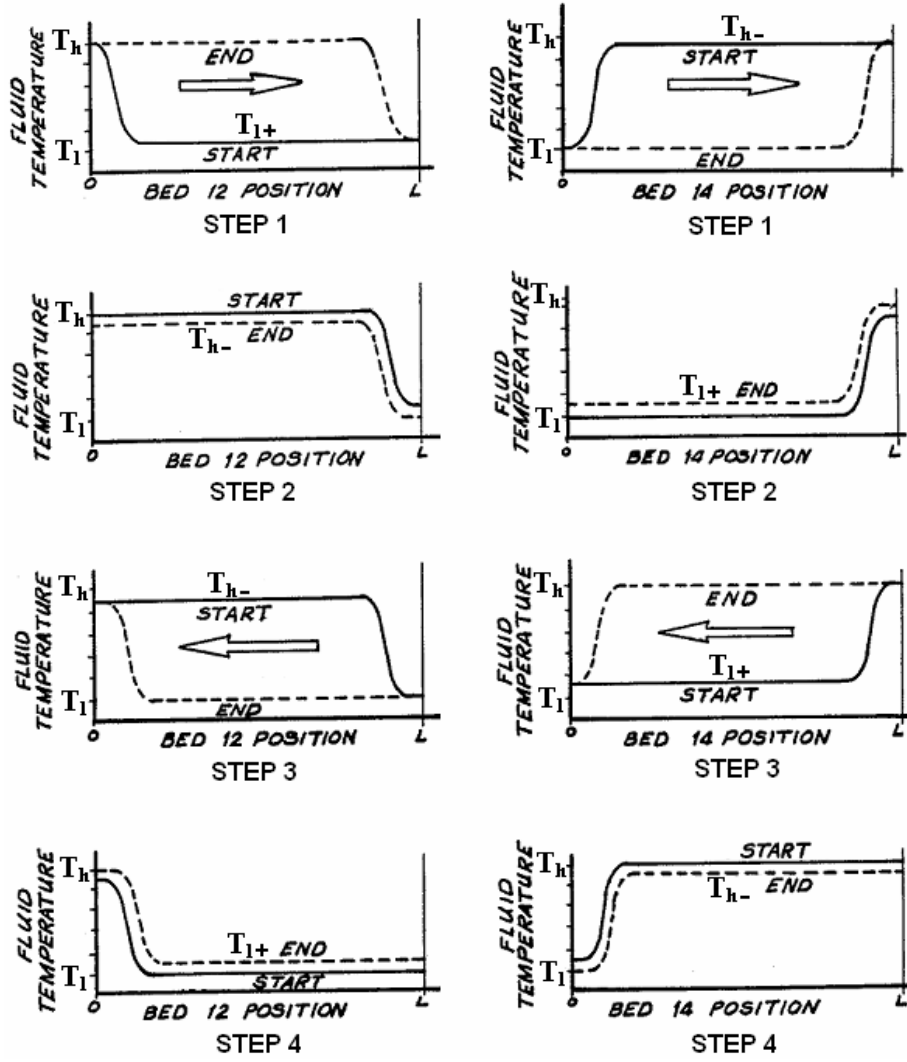 FLUID
TEMPERATURE
Th
Tl
END
Tl+
START
O
L
BED 12 POSITION
STEP 1
FLUID
TEMPERATURE
Th
Tl
Th-
START
END
O
L
BED 14 POSITION
STEP 1
FLUID
TEMPERATURE
Th
Tl
START
Th- END
O
L
BED 12 POSITION
STEP 2
FLUID
TEMPERATURE
Th
Tl
Tl+ END
START
O
L
BED 14 POSITION
STEP 2
FLUID
TEMPERATURE
Th
Tl
Th-
START
END
O
L
BED 12 POSITION
STEP 3
FLUID
TEMPERATURE
Th
Tl
END
Tl+
START
O
L
BED 14 POSITION
STEP 3
FLUID
TEMPERATURE
Th
Tl
Tl+ END
START
O
L
BED 12 POSITION
STEP 4
FLUID
TEMPERATURE
Th
Tl
START
Th- END
O
L
BED 14 POSITION
STEP 4